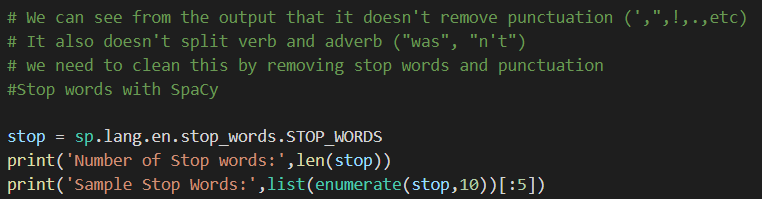 # We can see from the output that it doesn't remove punctuation (',",!,.,etc)
# It also doesn't split verb and adverb ("was", "n't")
# we need to clean this by removing stop words and punctuation
#Stop words with SpaCy
stop = sp.lang.en.stop_words.STOP_WORDS
print('Number of Stop words:',len(stop))
print('Sample Stop Words:',list(enumerate(stop,10))[:5])